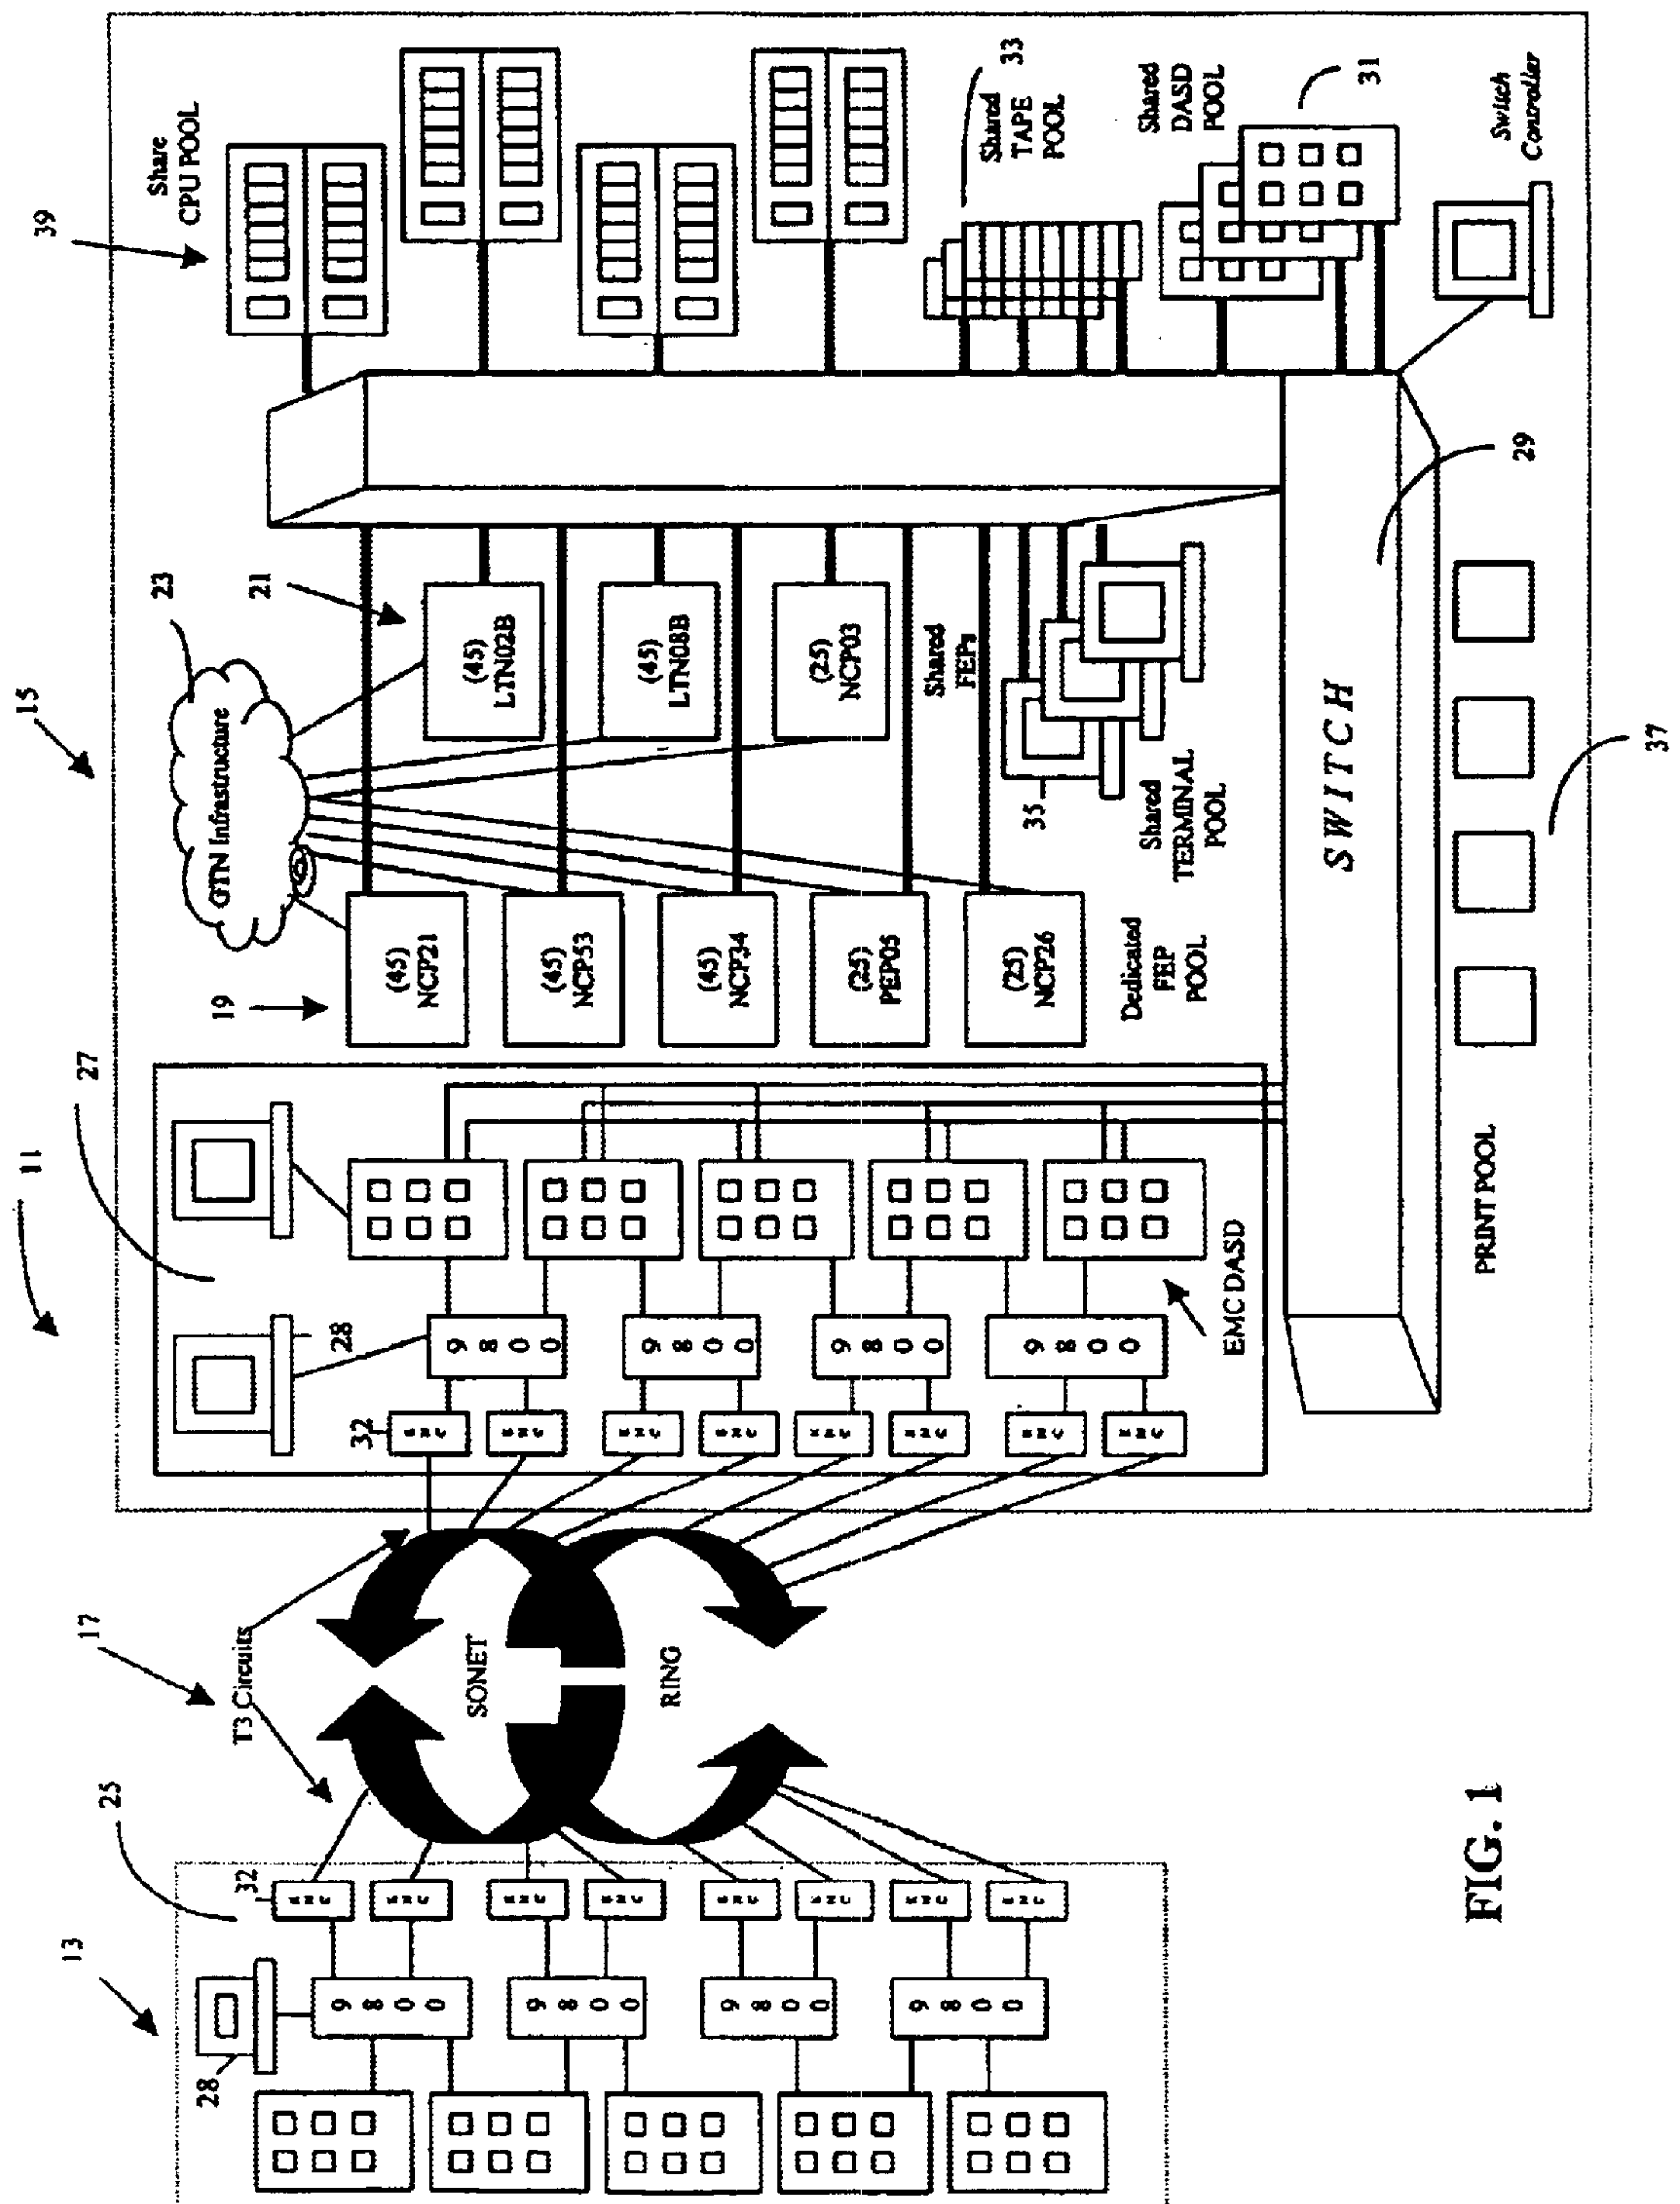 11
15
13
25
17
27
23
39
28
32
T3 Circuits
19
21
GTN Infrastructure
Share
CPU POOL
9800
9800
9800
9800
32
28
9800
9800
9800
9800
SONET
RING
(45)
NCP21
(45)
NCP53
(45)
NCP34
(25)
PEP05
(25)
NCP26
Dedicated
FEP
POOL
(45)
LTN02B
(45)
LTN08B
(25)
NCP03
Shared
FEPs
33
Shared
TAPE
POOL
35
Shared
TERMINAL
POOL
Shared
DASD
POOL
31
EMC DASD
SWITCH
29
Switch
Controller
PRINT POOL
37
FIG. 1